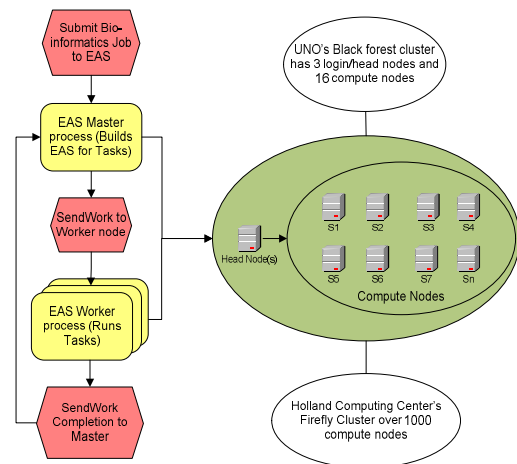 Submit Bio-
informatics Job
to EAS
EAS Master
process (Builds
EAS for Tasks)
SendWork to
Worker node
EAS Worker
process (Runs
Tasks)
SendWork
Completion to
Master
UNO's Black forest cluster
has 3 login/head nodes and
16 compute nodes
Head Node(s)
S1 S2 S3 S4
S5 S6 S7 Sn
Compute Nodes
Holland Computing Center's
Firefly Cluster over 1000
compute nodes